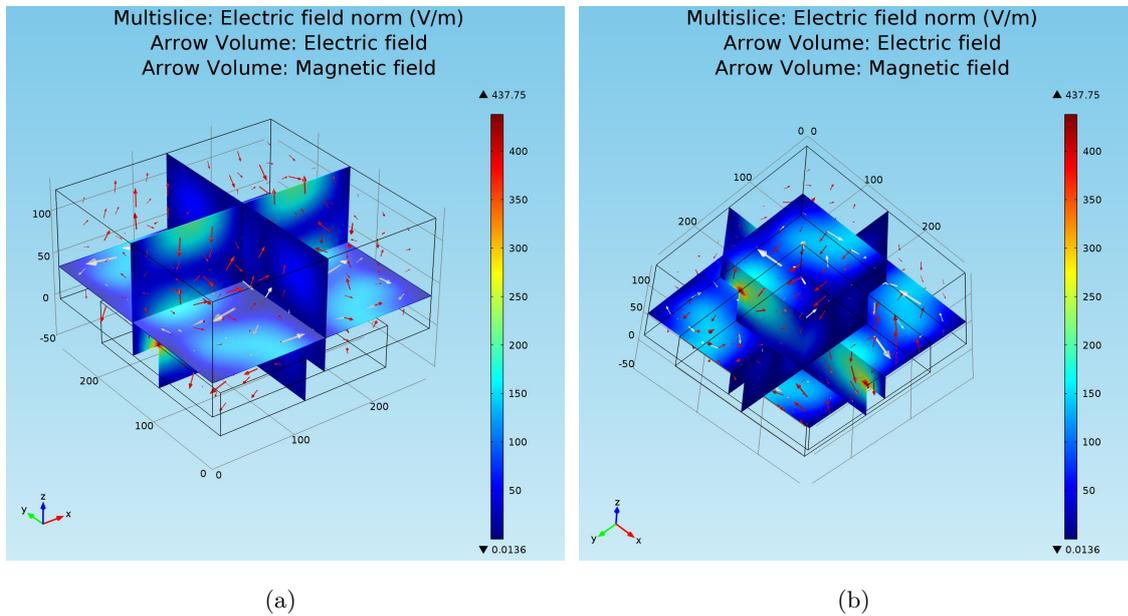 Multislice: Electric field norm (V/m)
Arrow Volume: Electric field
Arrow Volume: Magnetic field
▲ 437.75
400
350
300
250
200
150
100
50
▼ 0.0136
100
50
0
-50
200
100
0
0
100
200
z
y
x
(a)
Multislice: Electric field norm (V/m)
Arrow Volume: Electric field
Arrow Volume: Magnetic field
▲ 437.75
400
350
300
250
200
150
100
50
▼ 0.0136
0 0
100
100
200
200
100
50
0
-50
z
y
x
(b)